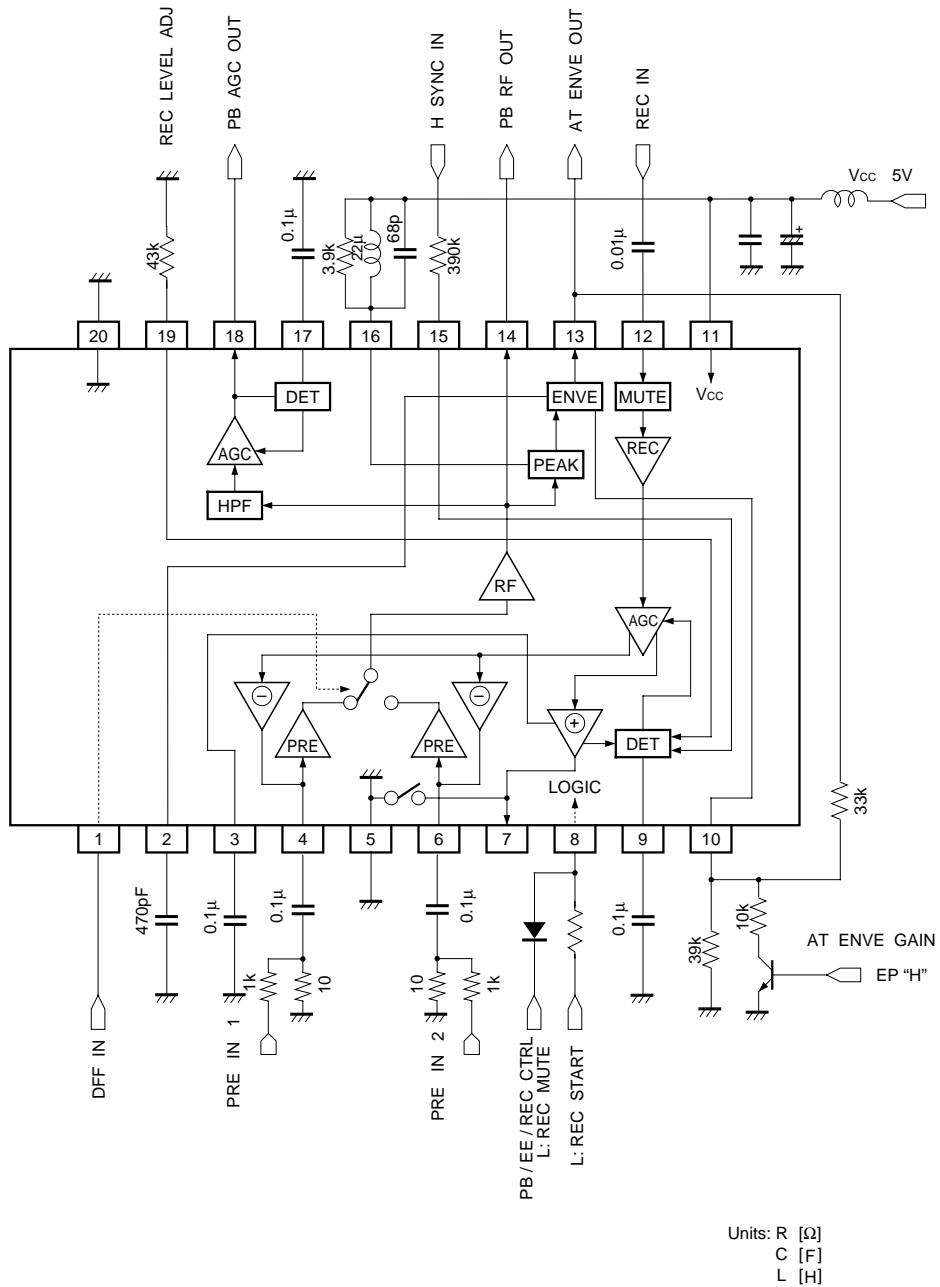 REC LEVEL ADJ
PB AGC OUT
H SYNC IN
PB RF OUT
AT ENVE OUT
REC IN
Vcc 5V
43k
0.1μ
3.9k
22μ
68p
390k
0.01μ
+
20
19
18
17
16
15
14
13
12
11
DET
ENVE
MUTE
Vcc
AGC
REC
PEAK
HPF
RF
AGC
−
−
+
PRE
PRE
DET
LOGIC
33k
1
2
3
4
5
6
7
8
9
10
470pF
0.1μ
0.1μ
0.1μ
0.1μ
39k
10k
AT ENVE GAIN
EP “H”
1k
10
10
1k
DFF IN
PRE IN 1
PRE IN 2
PB / EE / REC CTRL
L: REC MUTE
L: REC START
Units: R [Ω]
C [F]
L [H]